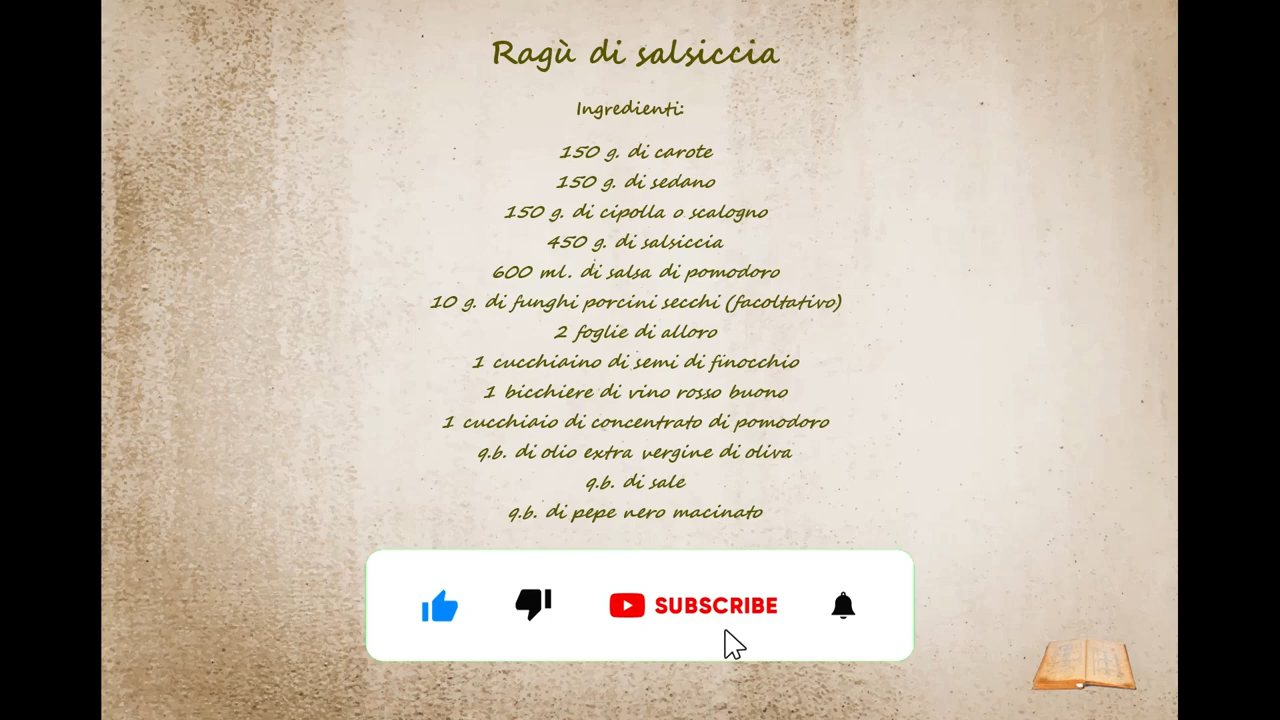 Ragù di salsiccia
Ingredienti:
150 g. di carote
150 g. di sedano
150 g. di cipolla o scalogno
450 g. di salsiccia
600 ml. di salsa di pomodoro
10 g. di funghi porcini secchi (facoltativo)
2 foglie di alloro
1 cucchiaino di semi di finocchio
1 bicchiere di vino rosso buono
1 cucchiaio di concentrato di pomodoro
q.b. di olio extra vergine di oliva
q.b. di sale
q.b. di pepe nero macinato
SUBSCRIBE